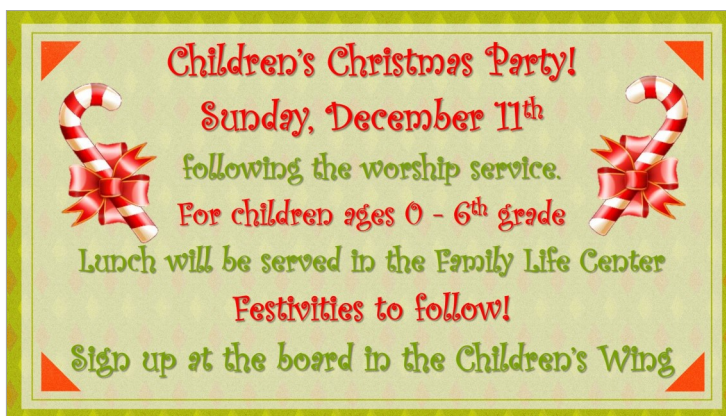 Children's Christmas Party!
Sunday, December 11th
following the worship service.
For children ages 0 - 6th grade
Lunch will be served in the Family Life Center
Festivities to follow!
Sign up at the board in the Children's Wing